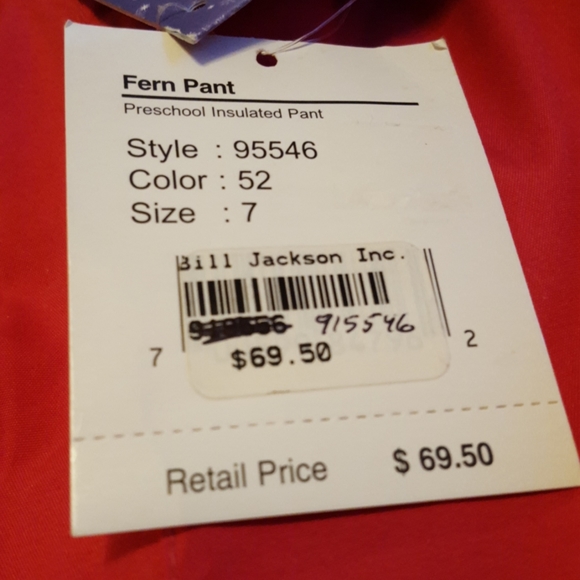 Fern Pant
Preschool Insulated Pant
Style : 95546
Color : 52
Size : 7
Bill Jackson Inc.
915546
7 2
$69.50
Retail Price $ 69.50